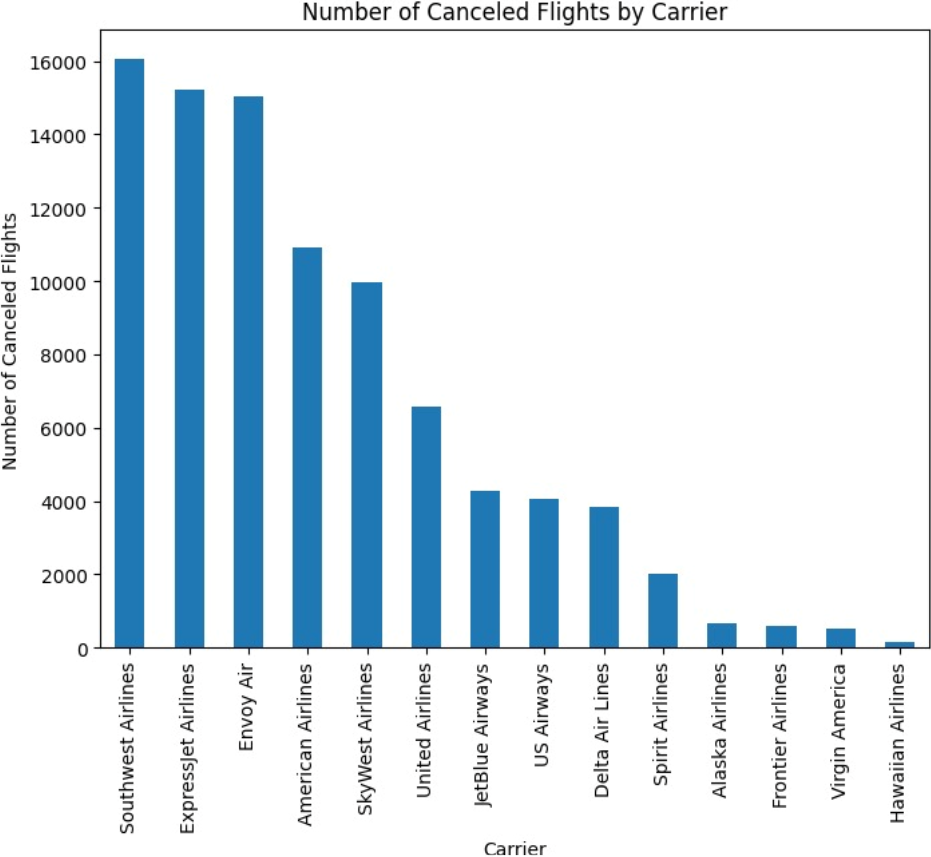 Number of Canceled Flights by Carrier
16000
14000
12000
10000
8000
6000
4000
2000
0
Number of Canceled Flights
Southwest Airlines
ExpressJet Airlines
Envoy Air
American Airlines
SkyWest Airlines
United Airlines
JetBlue Airways
US Airways
Delta Air Lines
Spirit Airlines
Alaska Airlines
Frontier Airlines
Virgin America
Hawaiian Airlines
Carrier